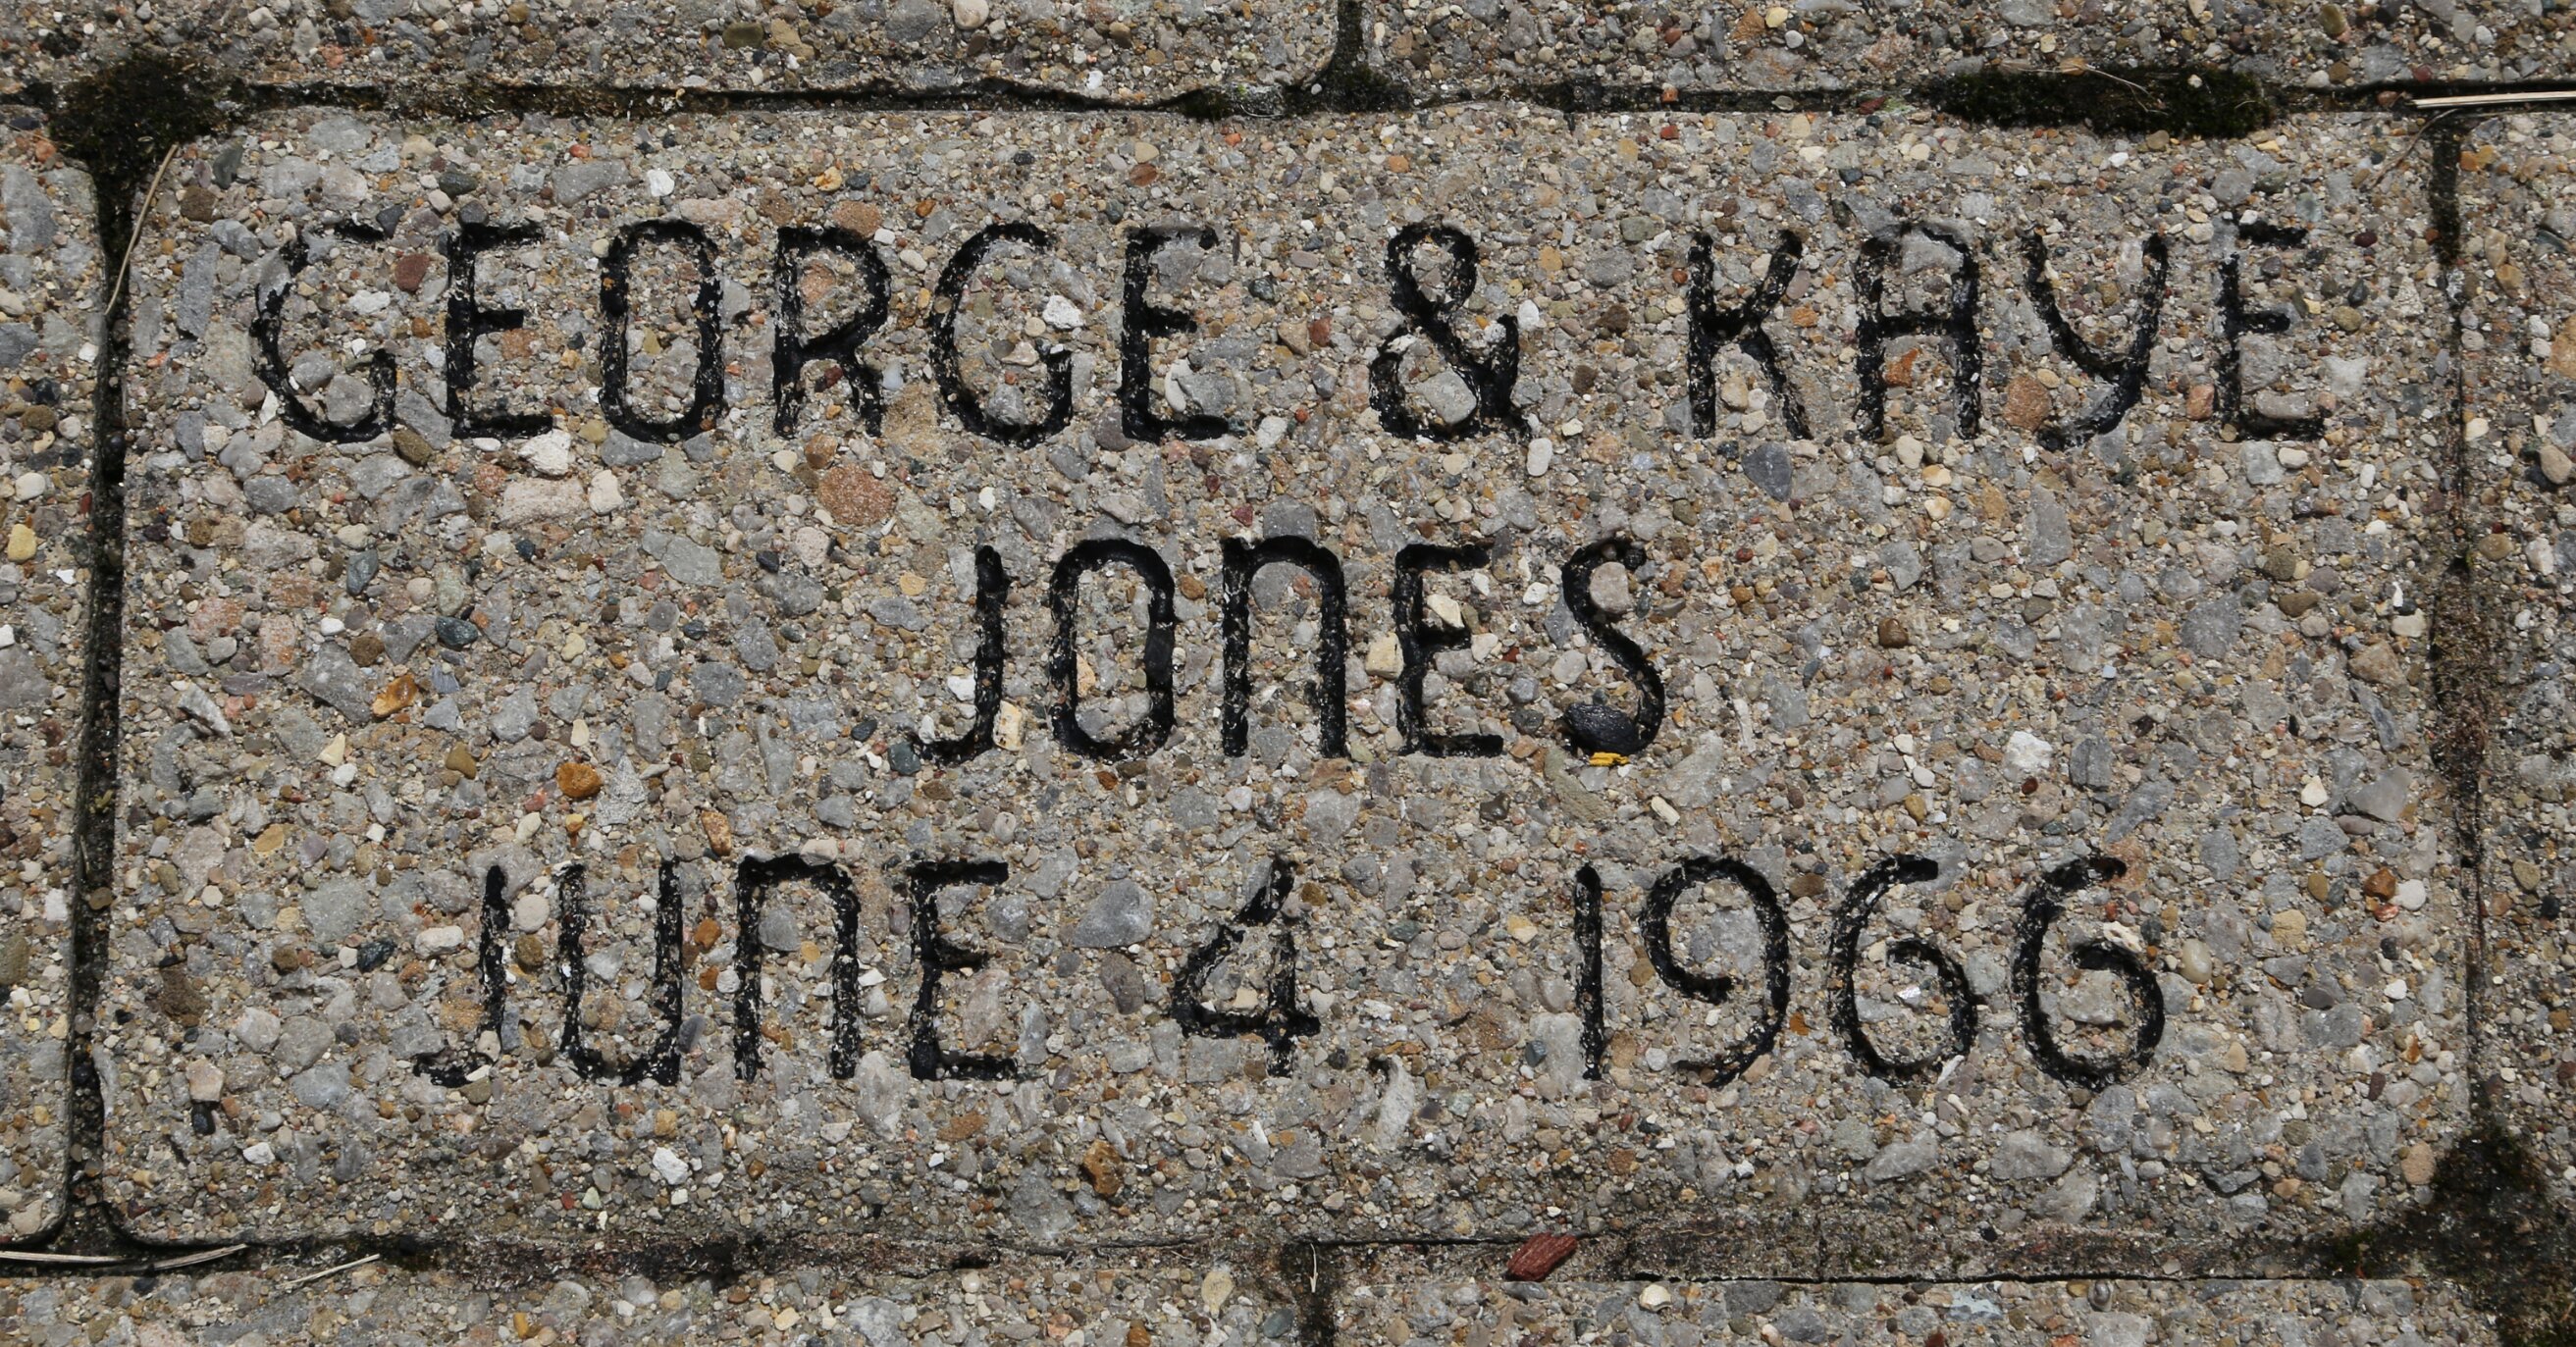 GEORGE & KAYE
JONES
JUNE 4, 1966